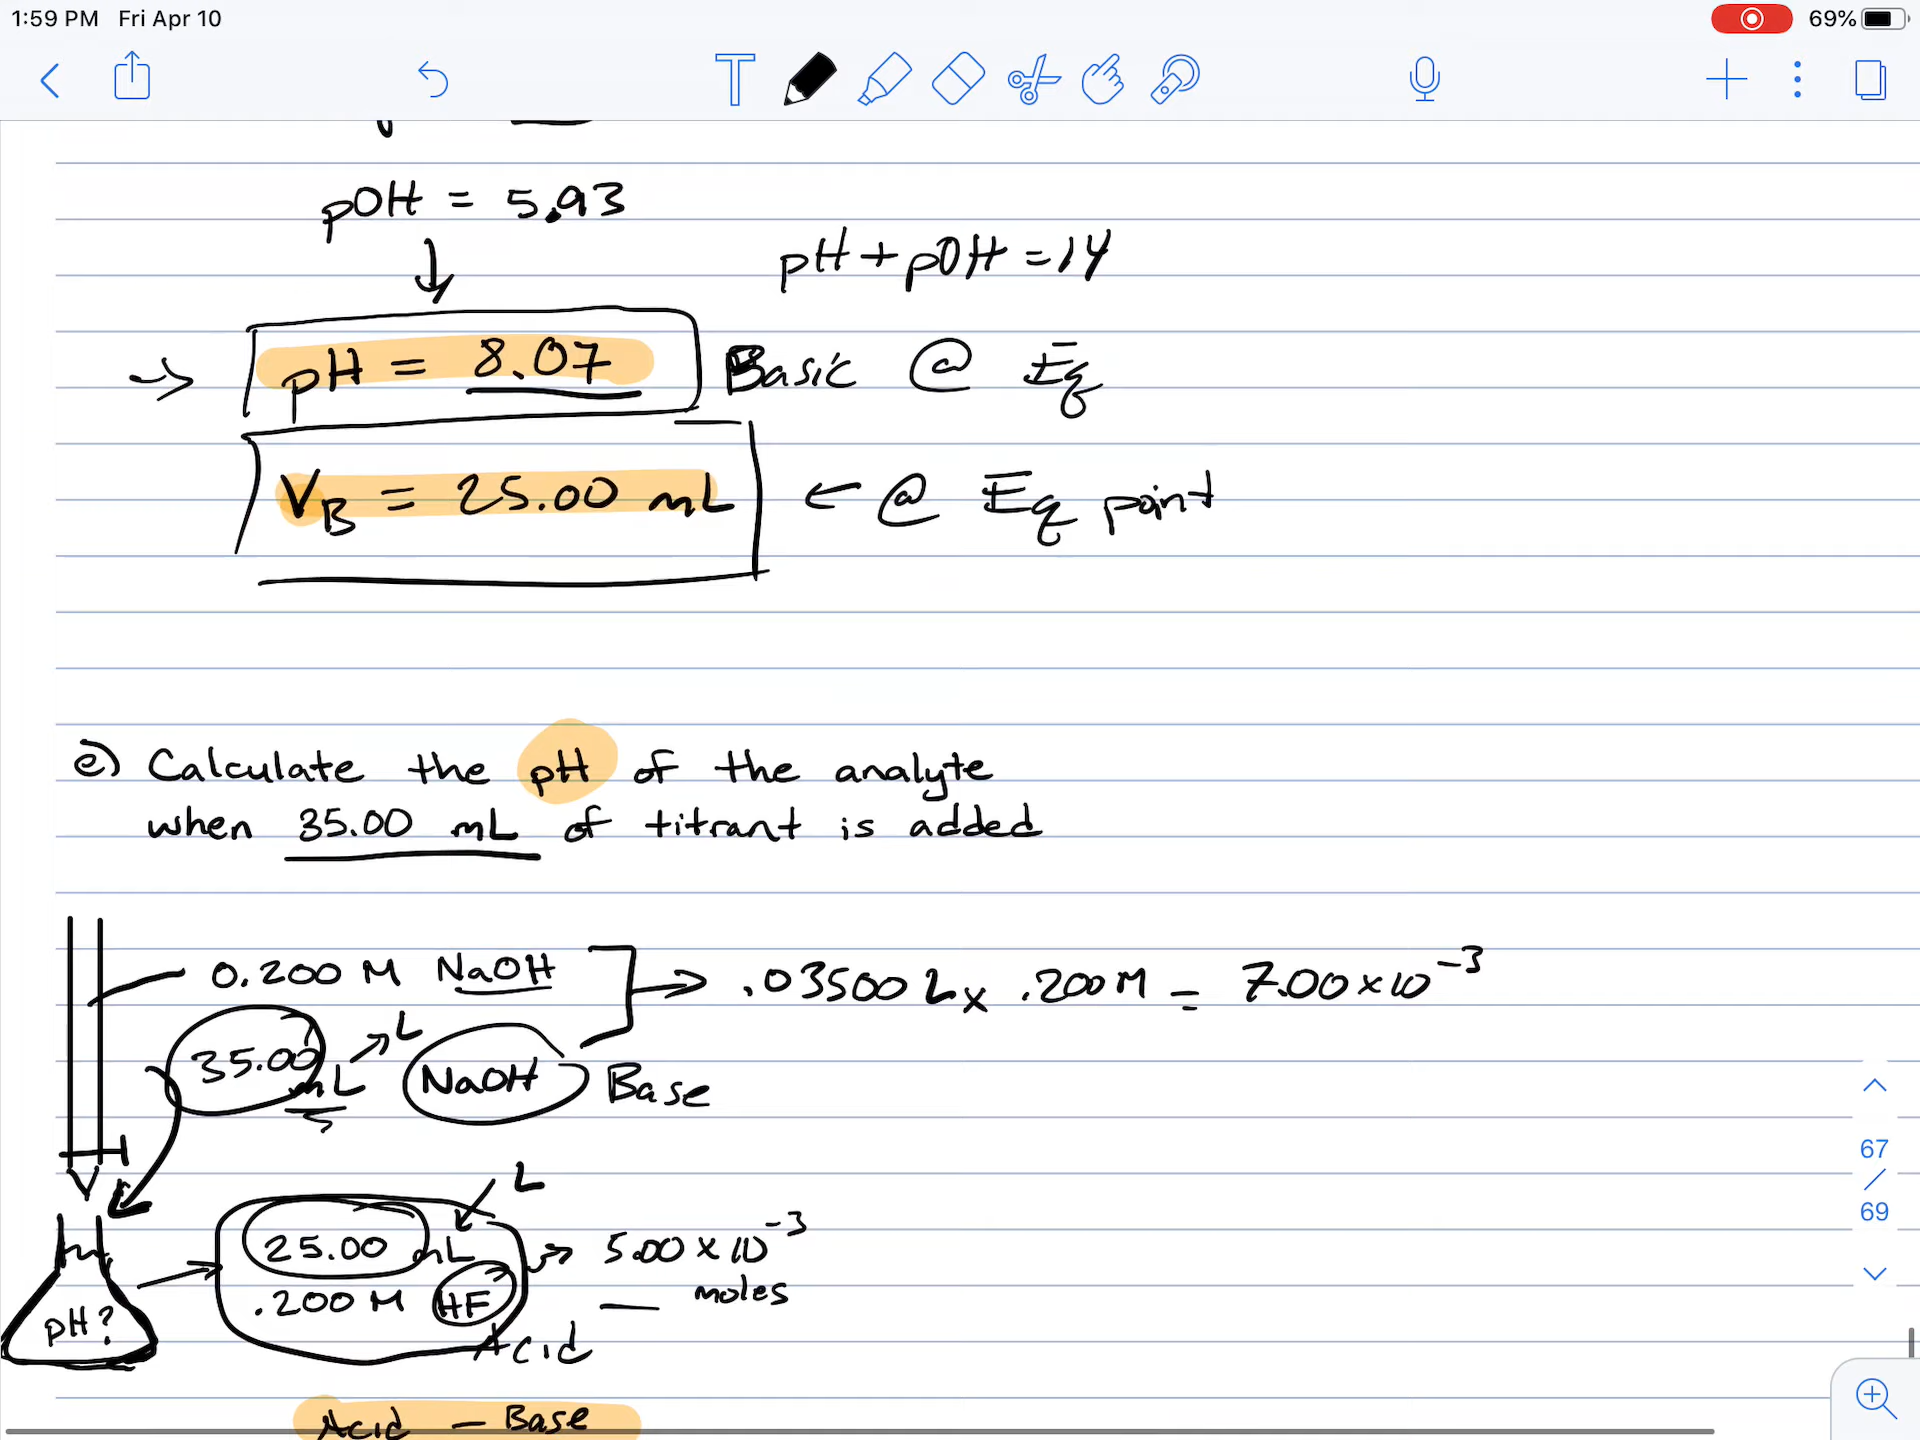 1:59 PM Fri Apr 10 69%
pOH = 5.93
pH + pOH = 14
pH = 8.07 Basic @ Eq
VB = 25.00 mL ← @ Eq point
e) Calculate the pH of the analyte
when 35.00 mL of titrant is added
0.200 M NaOH → .03500 L x .200 M = 7.00 x 10⁻³
35.00 mL → L NaOH Base
L
25.00 mL → 5.00 x 10⁻³
.200 M HF moles
pH?
Acid
Acid – Base
67
/
69